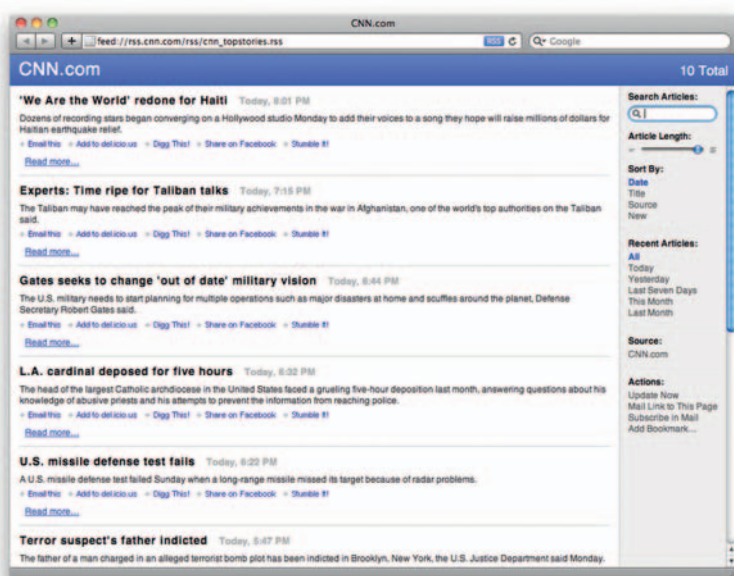 CNN.com
feed://rss.cnn.com/rss/cnn_topstories.rss
RSS
Google
CNN.com
10 Total
'We Are the World' redone for Haiti Today, 8:01 PM
Dozens of recording stars began converging on a Hollywood studio Monday to add their voices to a song they hope will raise millions of dollars for
Haitian earthquake relief.
Email this Add to del.icio.us Digg This! Share on Facebook Stumble It!
Read more...
Experts: Time ripe for Taliban talks Today, 7:15 PM
The Taliban may have reached the peak of their military achievements in the war in Afghanistan, one of the world's top authorities on the Taliban
said.
Email this Add to del.icio.us Digg This! Share on Facebook Stumble It!
Read more...
Gates seeks to change 'out of date' military vision Today, 6:44 PM
The U.S. military needs to start planning for multiple operations such as major disasters at home and scuffles around the planet, Defense
Secretary Robert Gates said.
Email this Add to del.icio.us Digg This! Share on Facebook Stumble It!
Read more...
L.A. cardinal deposed for five hours Today, 6:32 PM
The head of the largest Catholic archdiocese in the United States faced a grueling five-hour deposition last month, answering questions about his
knowledge of abusive priests and his attempts to prevent the information from reaching police.
Email this Add to del.icio.us Digg This! Share on Facebook Stumble It!
Read more...
U.S. missile defense test fails Today, 6:22 PM
A U.S. missile defense test failed Sunday when a long-range missile missed its target because of radar problems.
Email this Add to del.icio.us Digg This! Share on Facebook Stumble It!
Read more...
Terror suspect's father indicted Today, 5:47 PM
The father of a man charged in an alleged terrorist bomb plot has been indicted in Brooklyn, New York, the U.S. Justice Department said Monday.
Search Articles:
Article Length:
Sort By:
Date
Title
Source
New
Recent Articles:
All
Today
Yesterday
Last Seven Days
This Month
Last Month
Source:
CNN.com
Actions:
Update Now
Mail Link to This Page
Subscribe in Mail
Add Bookmark...